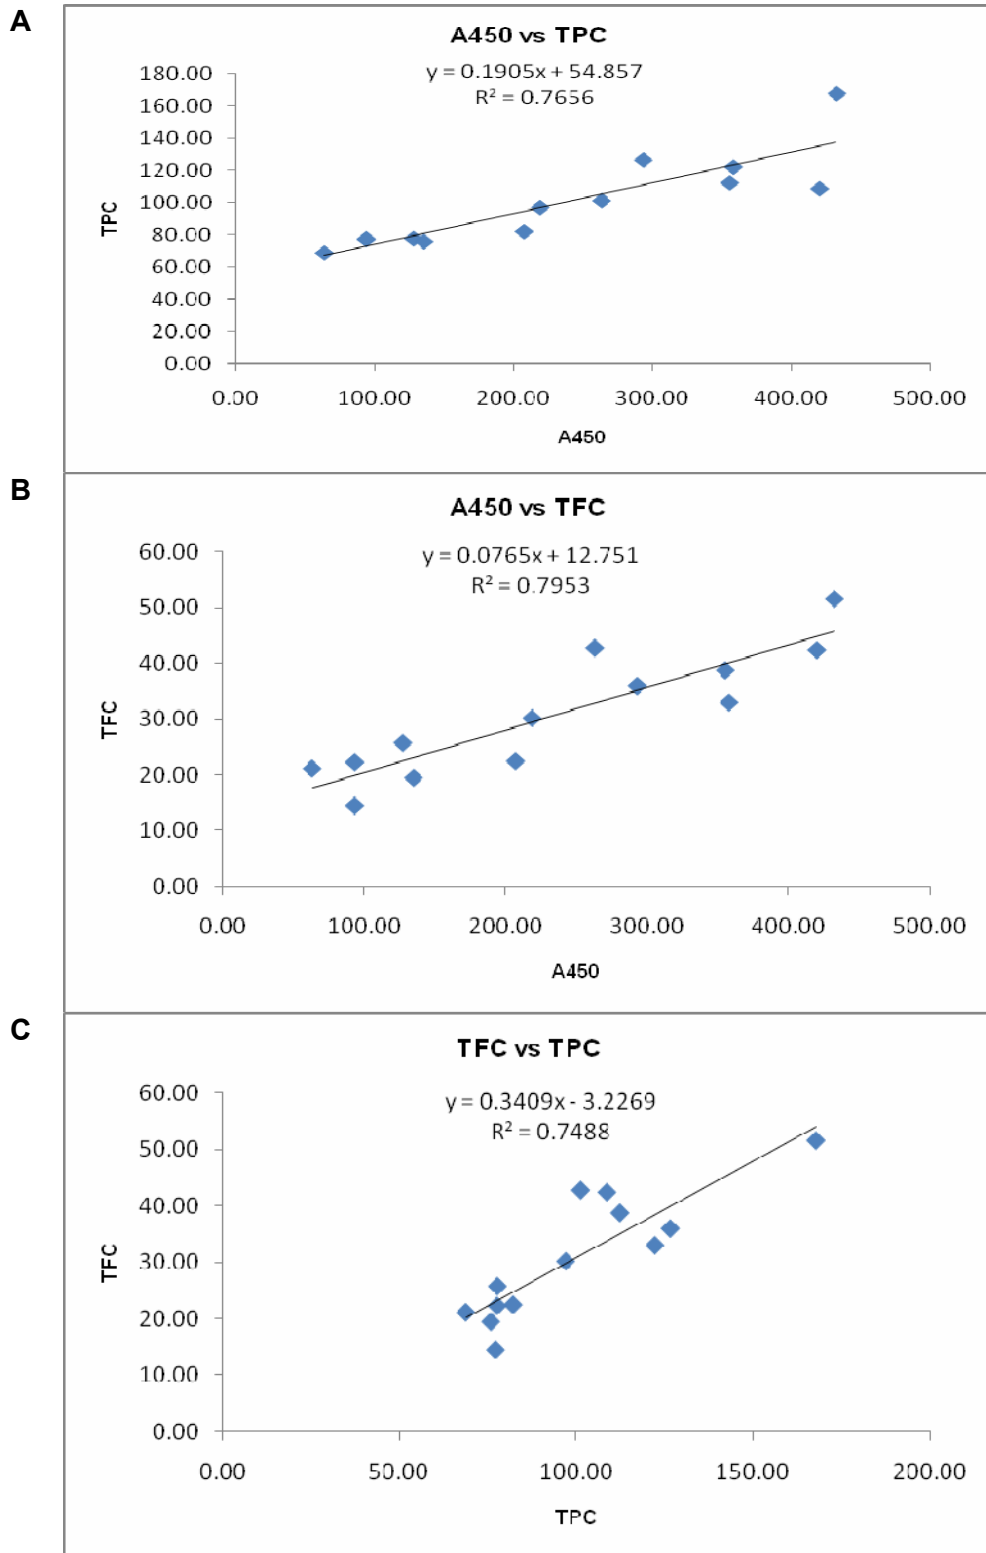 A
A450 vs TPC
y = 0.1905x + 54.857
R² = 0.7656
180.00
160.00
140.00
120.00
100.00
80.00
60.00
40.00
20.00
0.00
TPC
0.00 100.00 200.00 300.00 400.00 500.00
A450
B
A450 vs TFC
y = 0.0765x + 12.751
R² = 0.7953
60.00
50.00
40.00
30.00
20.00
10.00
0.00
TFC
0.00 100.00 200.00 300.00 400.00 500.00
A450
C
TFC vs TPC
y = 0.3409x - 3.2269
R² = 0.7488
60.00
50.00
40.00
30.00
20.00
10.00
0.00
TFC
0.00 50.00 100.00 150.00 200.00
TPC